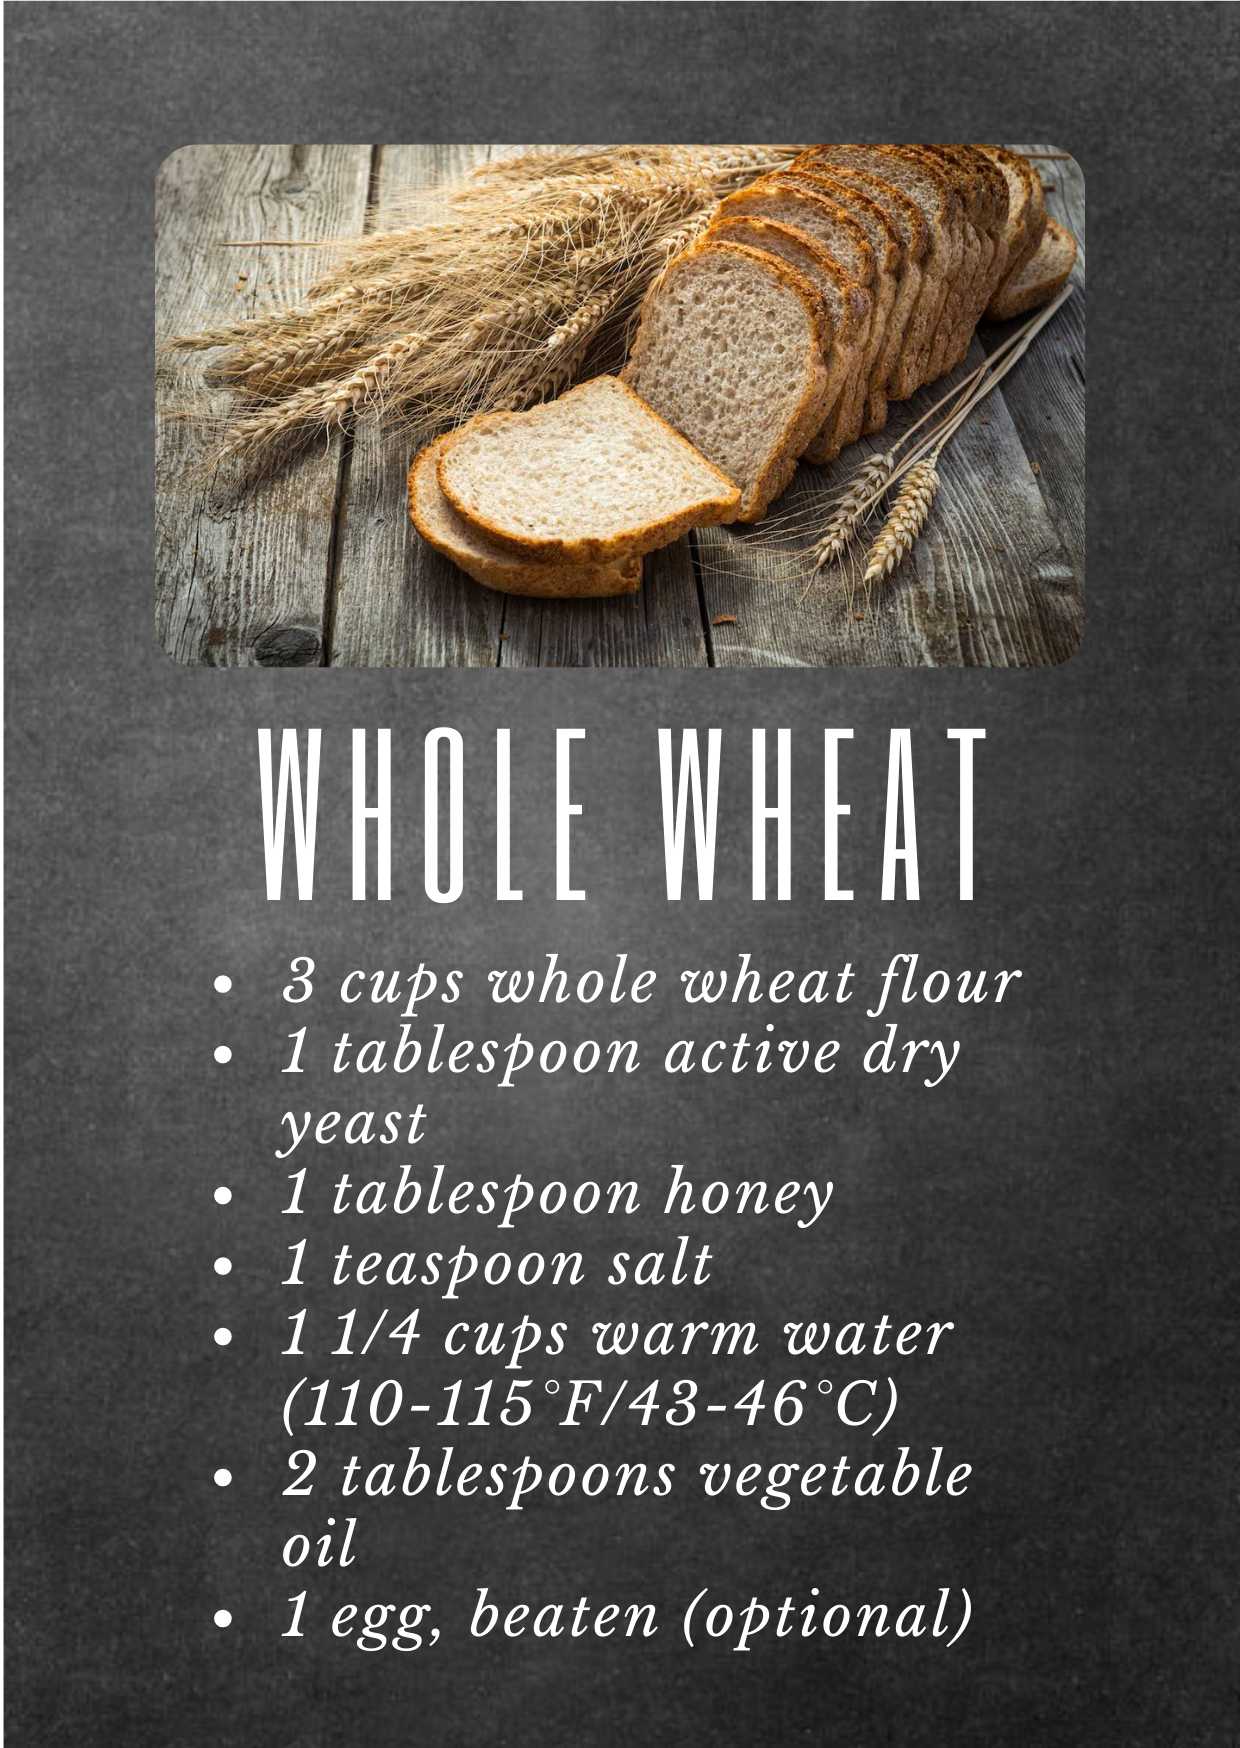 WHOLE WHEAT
• 3 cups whole wheat flour
• 1 tablespoon active dry
yeast
• 1 tablespoon honey
• 1 teaspoon salt
• 1 1/4 cups warm water
(110-115°F/43-46°C)
• 2 tablespoons vegetable
oil
• 1 egg, beaten (optional)